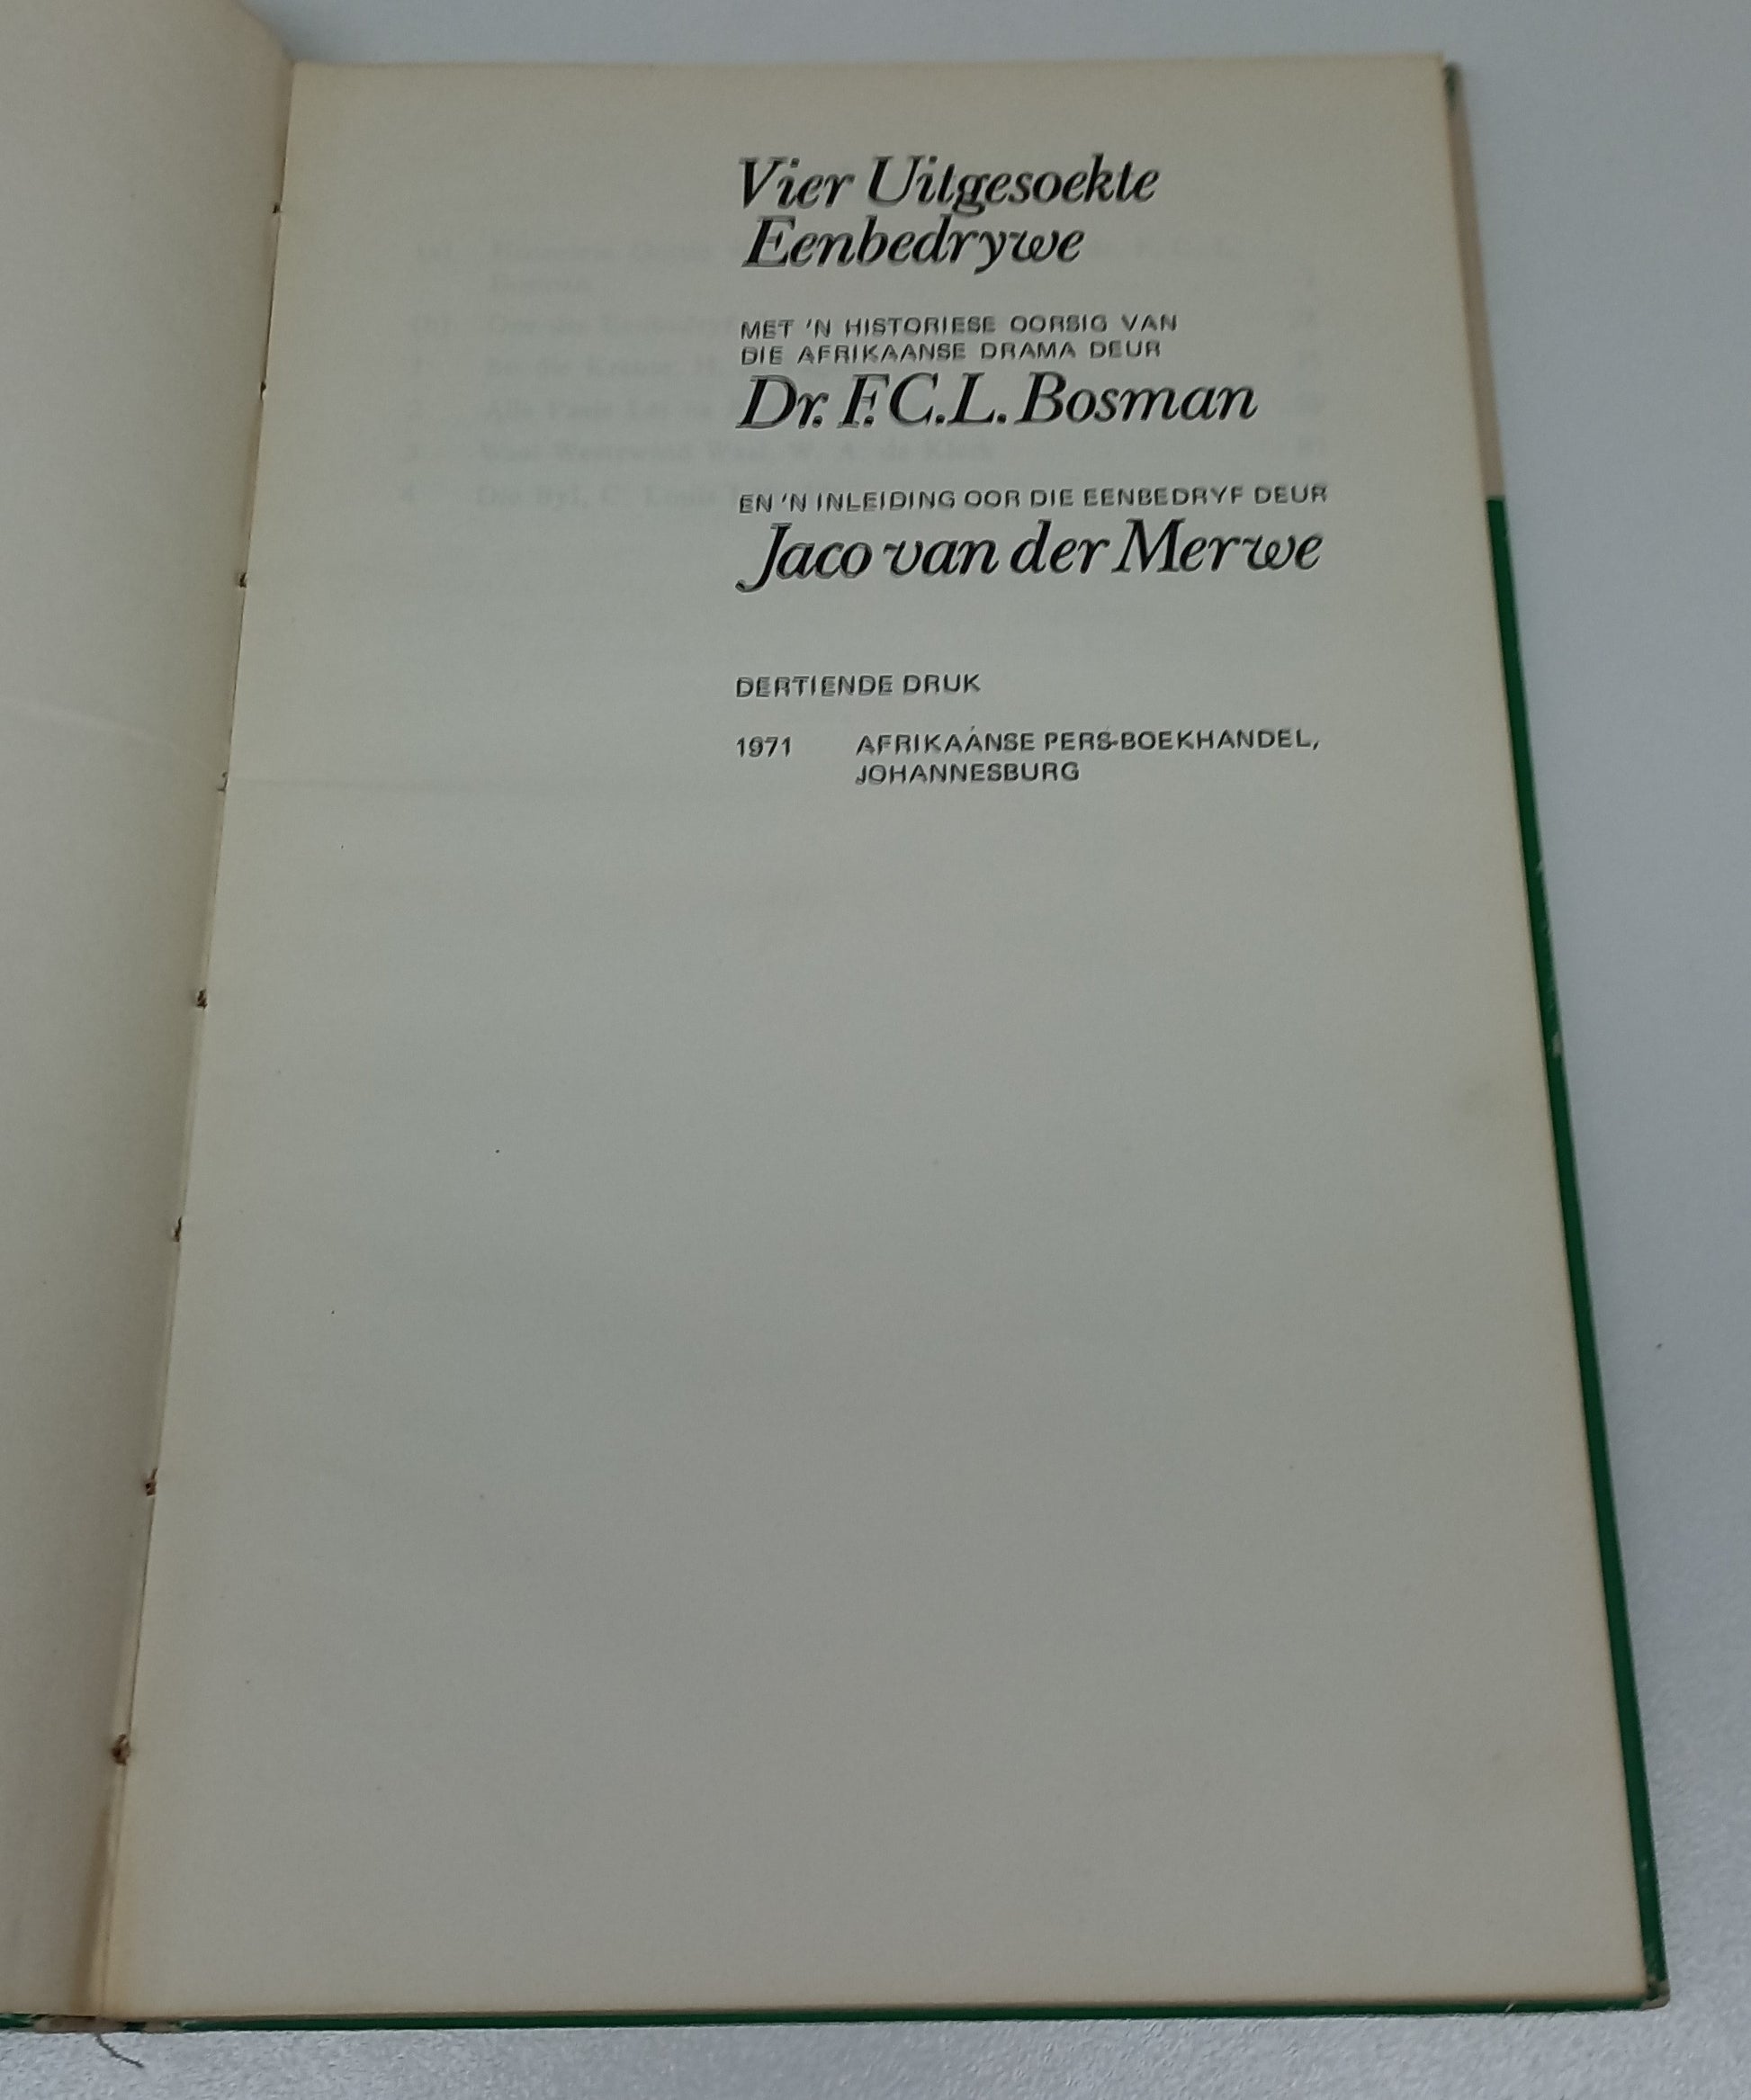 Vier Uitgesoekte
Eenbedrywe
MET 'N HISTORIESE OORSIG VAN
DIE AFRIKAANSE DRAMA DEUR
Dr. F.C.L. Bosman
EN 'N INLEIDING OOR DIE EENBEDRYF DEUR
Jaco van der Merwe
DERTIENDE DRUK
1971 AFRIKAANSE PERS-BOEKHANDEL,
JOHANNESBURG